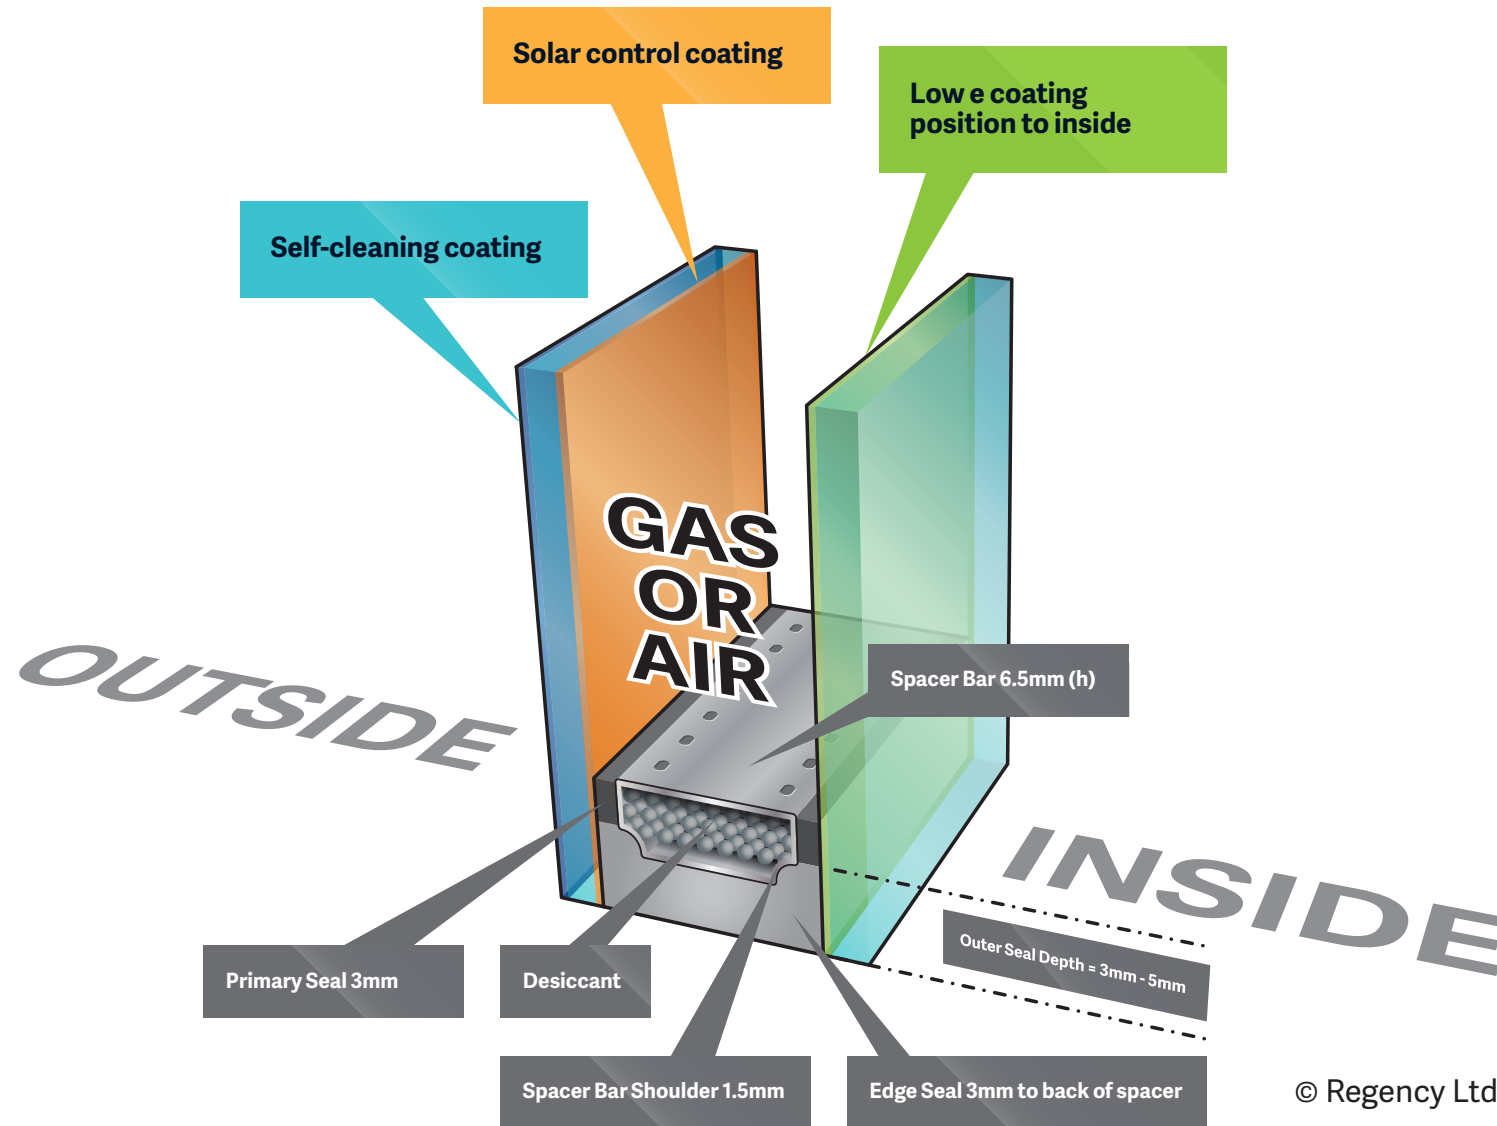 Solar control coating
Low e coating
position to inside
Self-cleaning coating
GAS
OR
AIR
OUTSIDE
Spacer Bar 6.5mm (h)
INSIDE
Outer Seal Depth = 3mm - 5mm
Primary Seal 3mm
Desiccant
Spacer Bar Shoulder 1.5mm
Edge Seal 3mm to back of spacer
© Regency Ltd